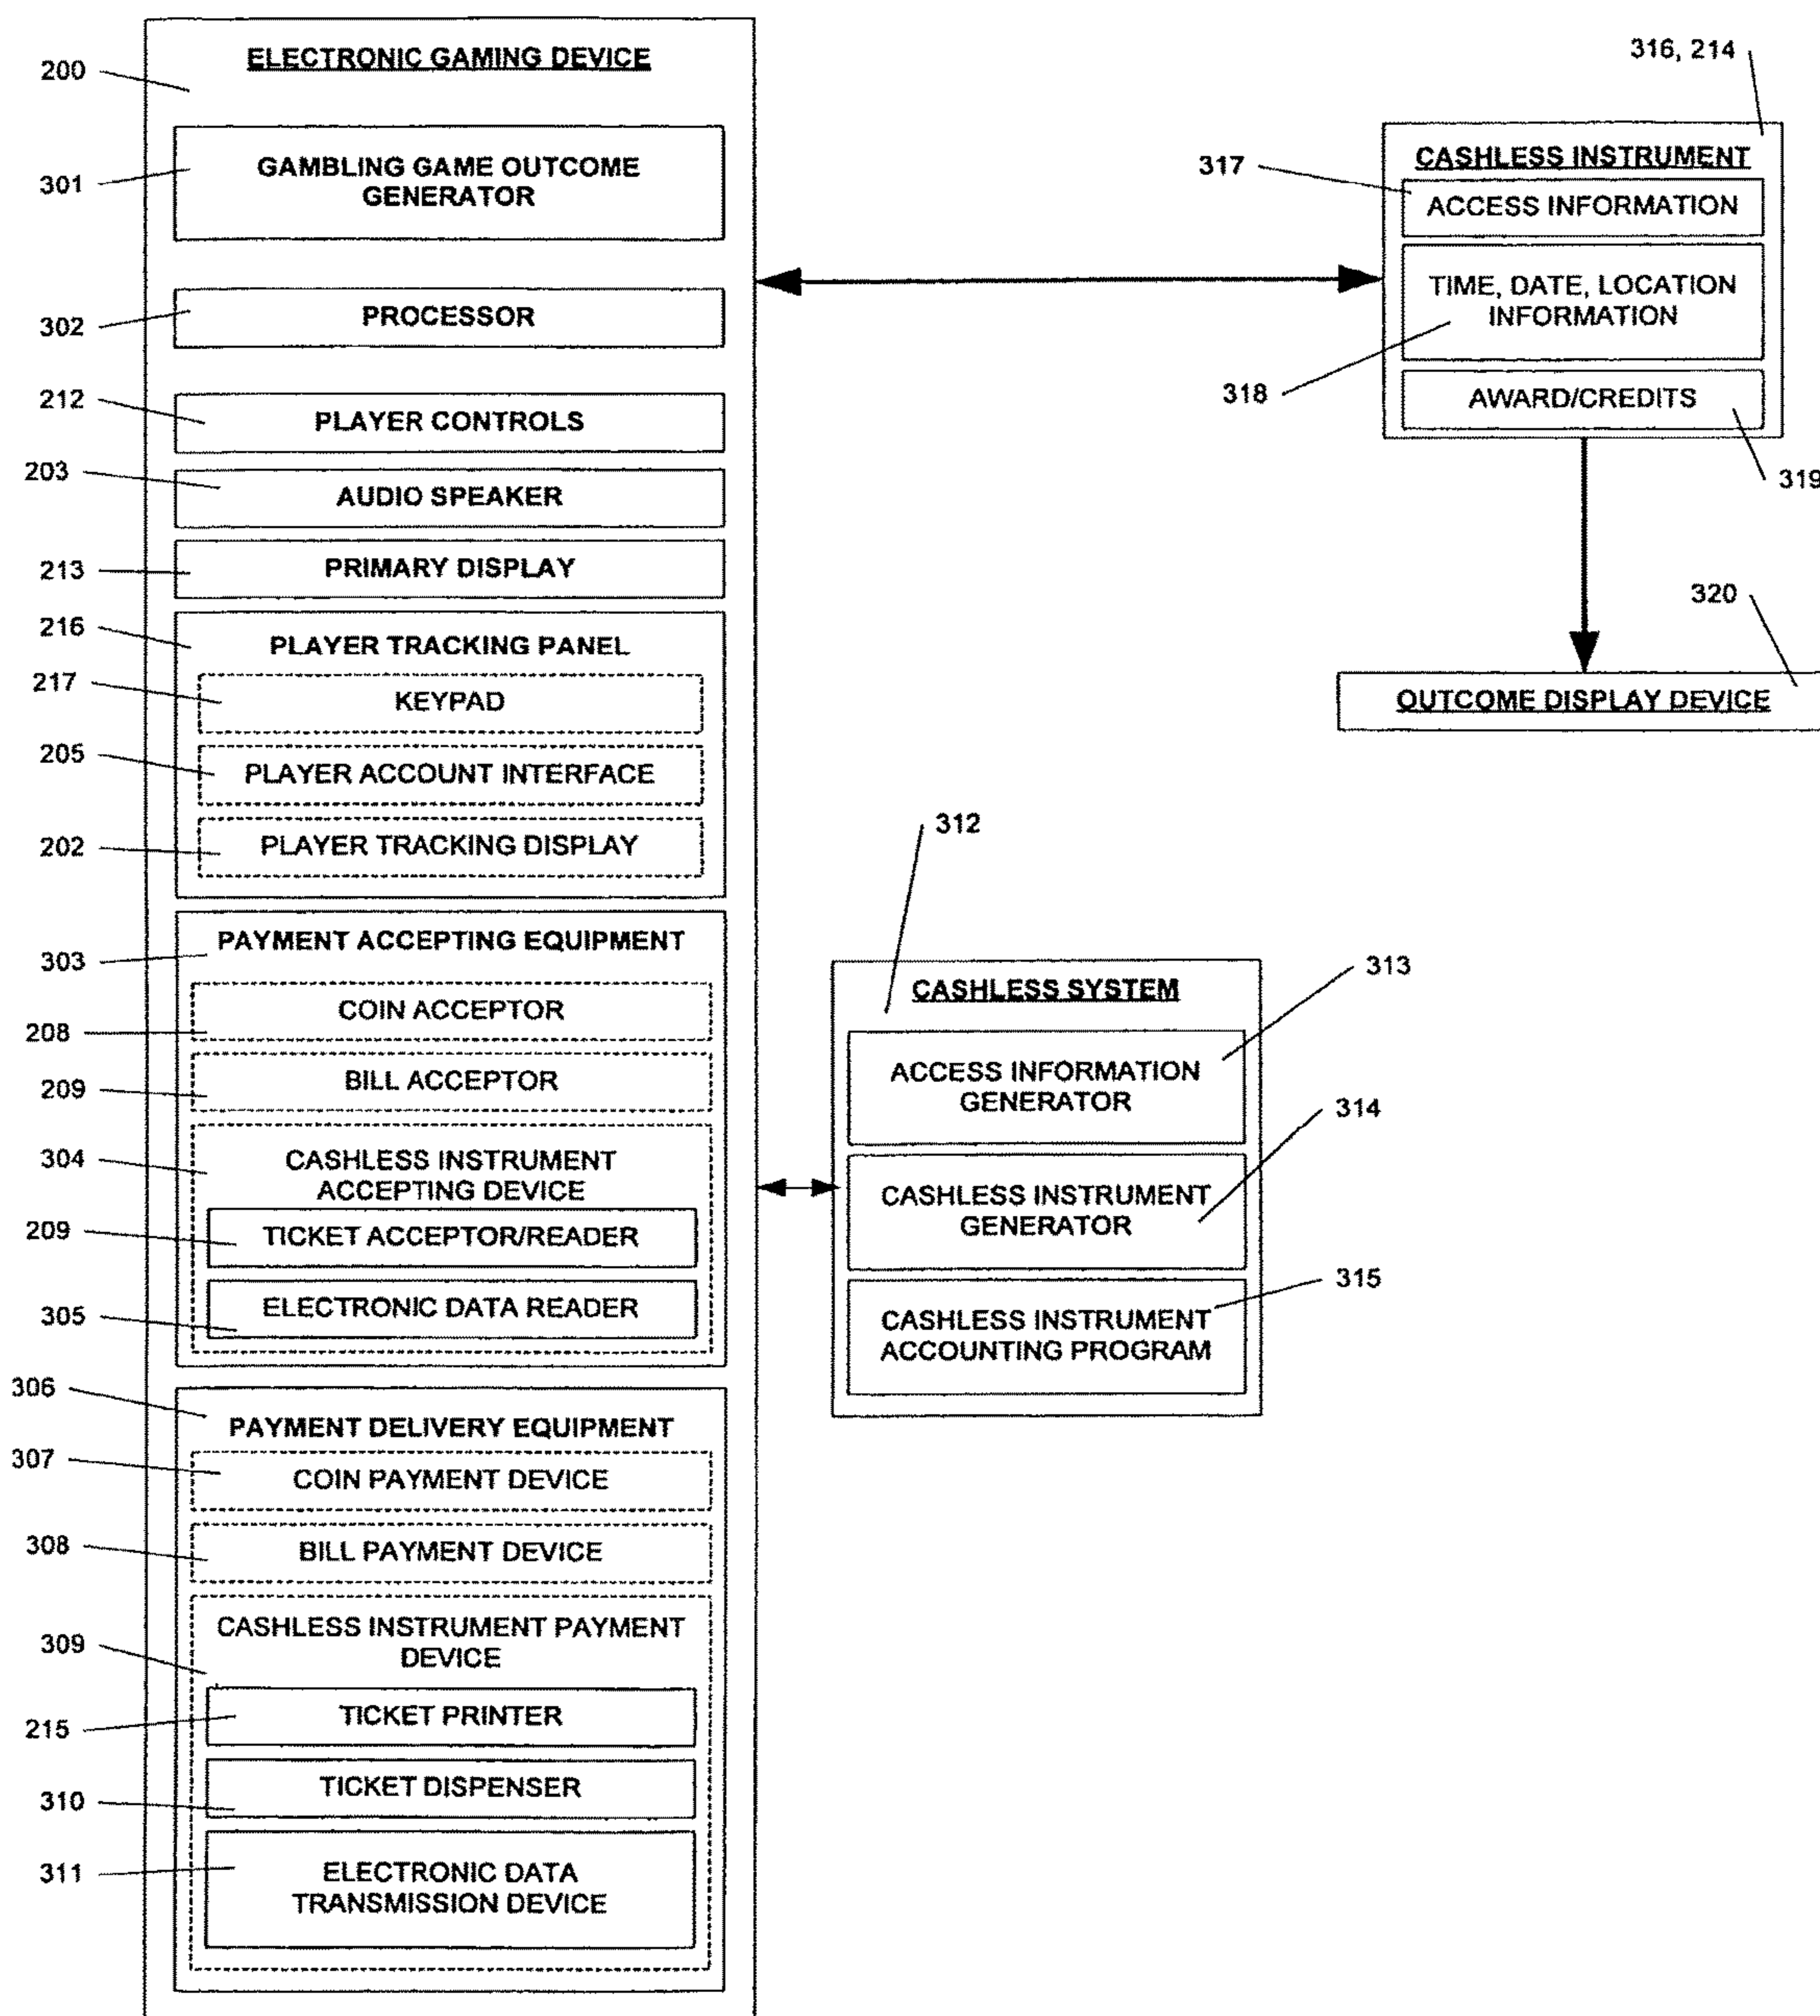 ELECTRONIC GAMING DEVICE
200
GAMBLING GAME OUTCOME
GENERATOR
301
PROCESSOR
302
212
PLAYER CONTROLS
203
AUDIO SPEAKER
213
PRIMARY DISPLAY
216
PLAYER TRACKING PANEL
217
KEYPAD
205
PLAYER ACCOUNT INTERFACE
202
PLAYER TRACKING DISPLAY
PAYMENT ACCEPTING EQUIPMENT
303
COIN ACCEPTOR
208
BILL ACCEPTOR
209
304
CASHLESS INSTRUMENT
ACCEPTING DEVICE
209
TICKET ACCEPTOR/READER
305
ELECTRONIC DATA READER
306
PAYMENT DELIVERY EQUIPMENT
307
COIN PAYMENT DEVICE
308
BILL PAYMENT DEVICE
CASHLESS INSTRUMENT PAYMENT
DEVICE
309
TICKET PRINTER
215
TICKET DISPENSER
310
311
ELECTRONIC DATA
TRANSMISSION DEVICE
316, 214
CASHLESS INSTRUMENT
317
ACCESS INFORMATION
TIME, DATE, LOCATION
INFORMATION
318
AWARD/CREDITS
319
320
OUTCOME DISPLAY DEVICE
312
CASHLESS SYSTEM
313
ACCESS INFORMATION
GENERATOR
314
CASHLESS INSTRUMENT
GENERATOR
315
CASHLESS INSTRUMENT
ACCOUNTING PROGRAM